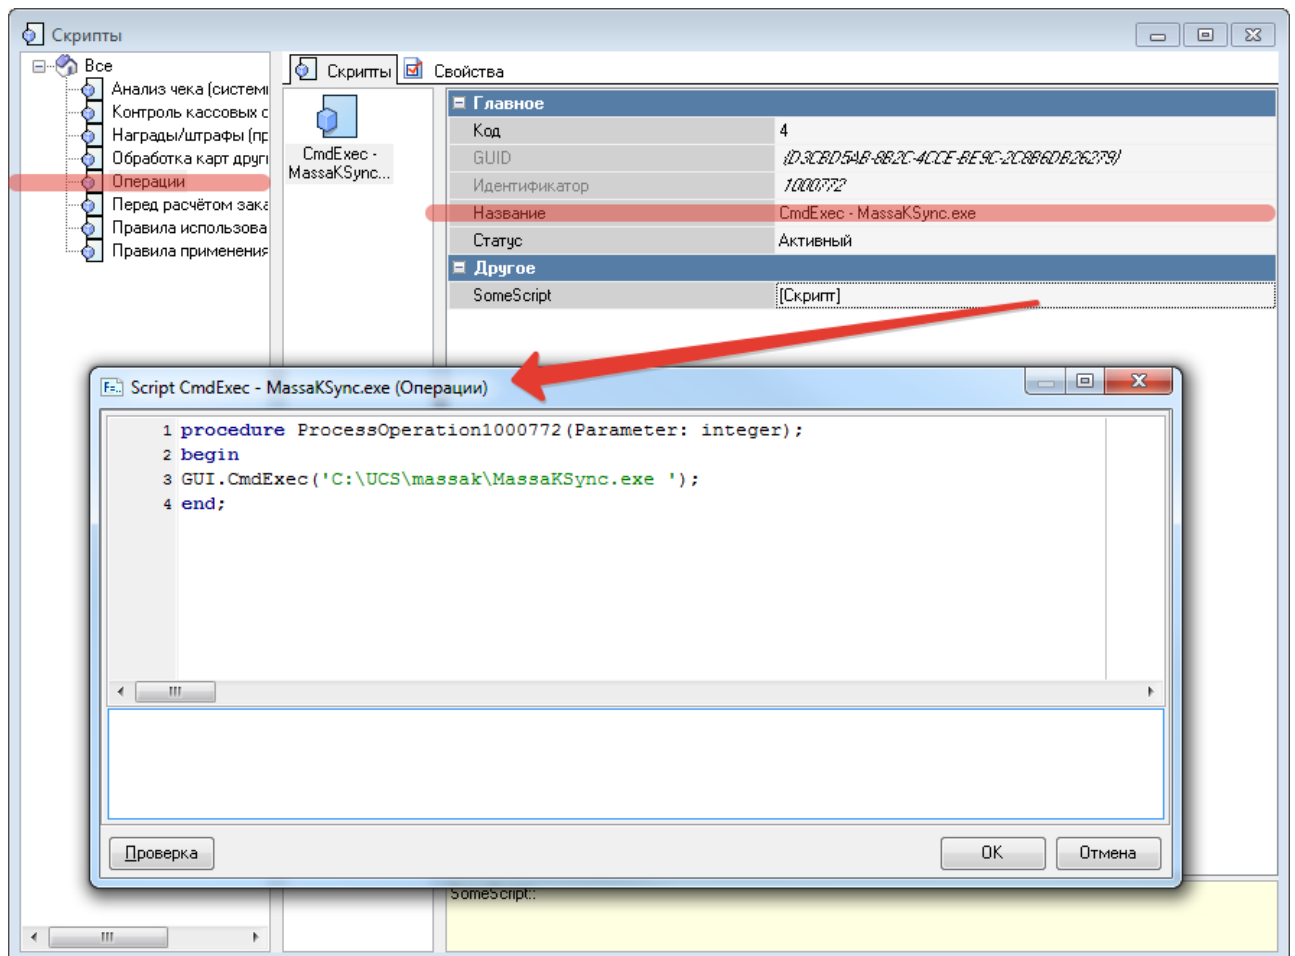 Скрипты
Все
Анализ чека (систем
Контроль кассовых с
Награды/штрафы (пр
Обработка карт други
Операции
Перед расчётом зака
Правила использова
Правила применения
Скрипты
Свойства
CmdExec -
MassaKSync...
Главное
Код 4
GUID {D3CBD5AB-8B2C-4CCE-BE9C-2C8B6DB26279}
Идентификатор 1000772
Название CmdExec - MassaKSync.exe
Статус Активный
Другое
SomeScript [Скрипт]
Script CmdExec - MassaKSync.exe (Операции)
1 procedure ProcessOperation1000772(Parameter: integer);
2 begin
3 GUI.CmdExec('C:\UCS\massak\MassaKSync.exe ');
4 end;
Проверка
OK
Отмена
SomeScript::